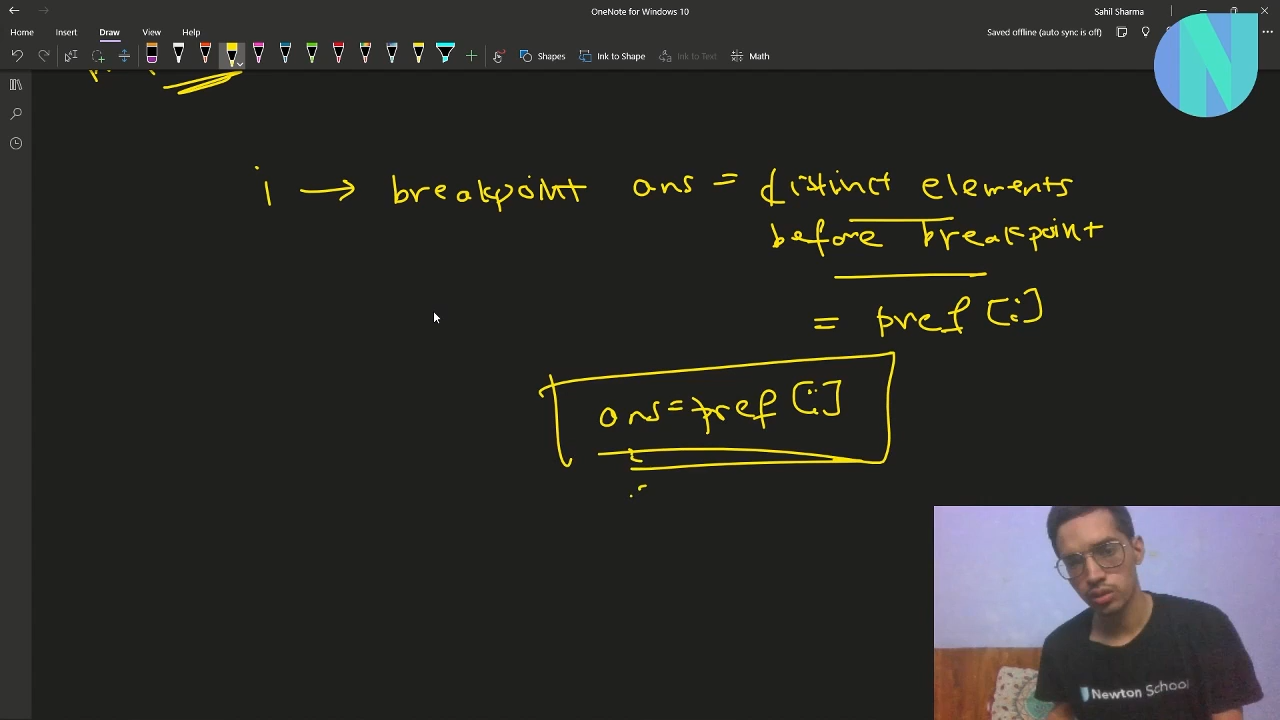 OneNote for Windows 10
Sahil Sharma
Home Insert Draw View Help
Saved offline (auto sync is off)
Shapes Ink to Shape Ink to Text Math
i → breakpoint ans = distinct elements
before breakpoint
= pref [i]
ans = pref [i]
Newton School